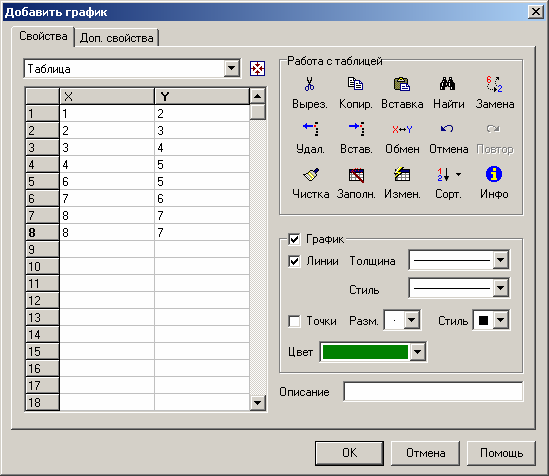 Добавить график
Свойства Доп. свойства
Таблица
X Y
1 1 2
2 2 3
3 3 4
4 4 5
5 6 5
6 7 6
7 8 7
8 8 7
9
10
11
12
13
14
15
16
17
18
Работа с таблицей
Вырез. Копир. Вставка Найти Замена
Удал. Встав. Обмен Отмена Повтор
Чистка Заполн. Измен. Сорт. Инфо
График
Линии Толщина
Стиль
Точки Разм. Стиль
Цвет
Описание
OK Отмена Помощь